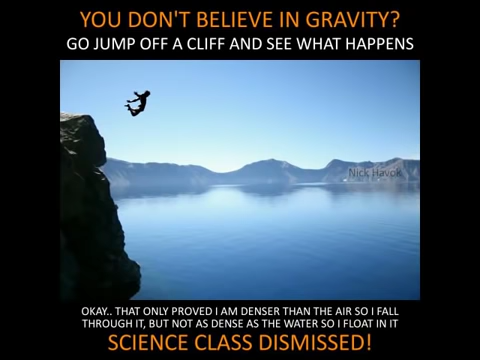 YOU DON'T BELIEVE IN GRAVITY?
GO JUMP OFF A CLIFF AND SEE WHAT HAPPENS
Nick Havok
OKAY.. THAT ONLY PROVED I AM DENSER THAN THE AIR SO I FALL
THROUGH IT, BUT NOT AS DENSE AS THE WATER SO I FLOAT IN IT
SCIENCE CLASS DISMISSED!